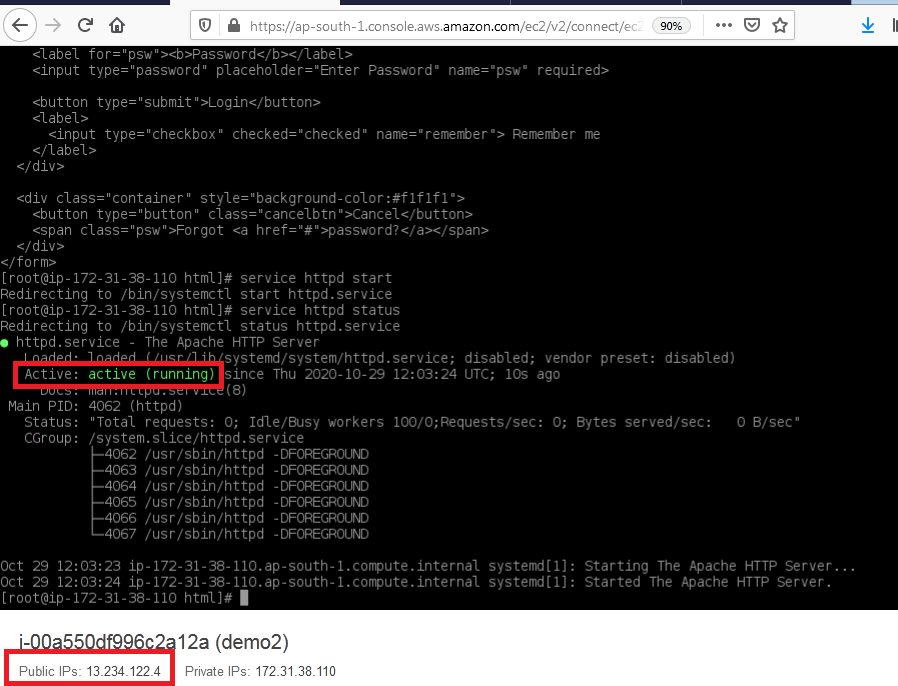 https://ap-south-1.console.aws.amazon.com/ec2/v2/connect/ec2 90%
<label for="psw"><b>Password</b></label>
<input type="password" placeholder="Enter Password" name="psw" required>
<button type="submit">Login</button>
<label>
<input type="checkbox" checked="checked" name="remember"> Remember me
</label>
</div>
<div class="container" style="background-color:#f1f1f1">
<button type="button" class="cancelbtn">Cancel</button>
<span class="psw">Forgot <a href="#">password?</a></span>
</div>
</form>
[root@ip-172-31-38-110 html]# service httpd start
Redirecting to /bin/systemctl start httpd.service
[root@ip-172-31-38-110 html]# service httpd status
Redirecting to /bin/systemctl status httpd.service
● httpd.service - The Apache HTTP Server
Loaded: loaded (/usr/lib/systemd/system/httpd.service; disabled; vendor preset: disabled)
Active: active (running) since Thu 2020-10-29 12:03:24 UTC; 10s ago
Docs: man:httpd.service(8)
Main PID: 4062 (httpd)
Status: "Total requests: 0; Idle/Busy workers 100/0;Requests/sec: 0; Bytes served/sec:   0 B/sec"
CGroup: /system.slice/httpd.service
├─4062 /usr/sbin/httpd -DFOREGROUND
├─4063 /usr/sbin/httpd -DFOREGROUND
├─4064 /usr/sbin/httpd -DFOREGROUND
├─4065 /usr/sbin/httpd -DFOREGROUND
├─4066 /usr/sbin/httpd -DFOREGROUND
└─4067 /usr/sbin/httpd -DFOREGROUND
Oct 29 12:03:23 ip-172-31-38-110.ap-south-1.compute.internal systemd[1]: Starting The Apache HTTP Server...
Oct 29 12:03:24 ip-172-31-38-110.ap-south-1.compute.internal systemd[1]: Started The Apache HTTP Server.
[root@ip-172-31-38-110 html]#
i-00a550df996c2a12a (demo2)
Public IPs: 13.234.122.4 Private IPs: 172.31.38.110